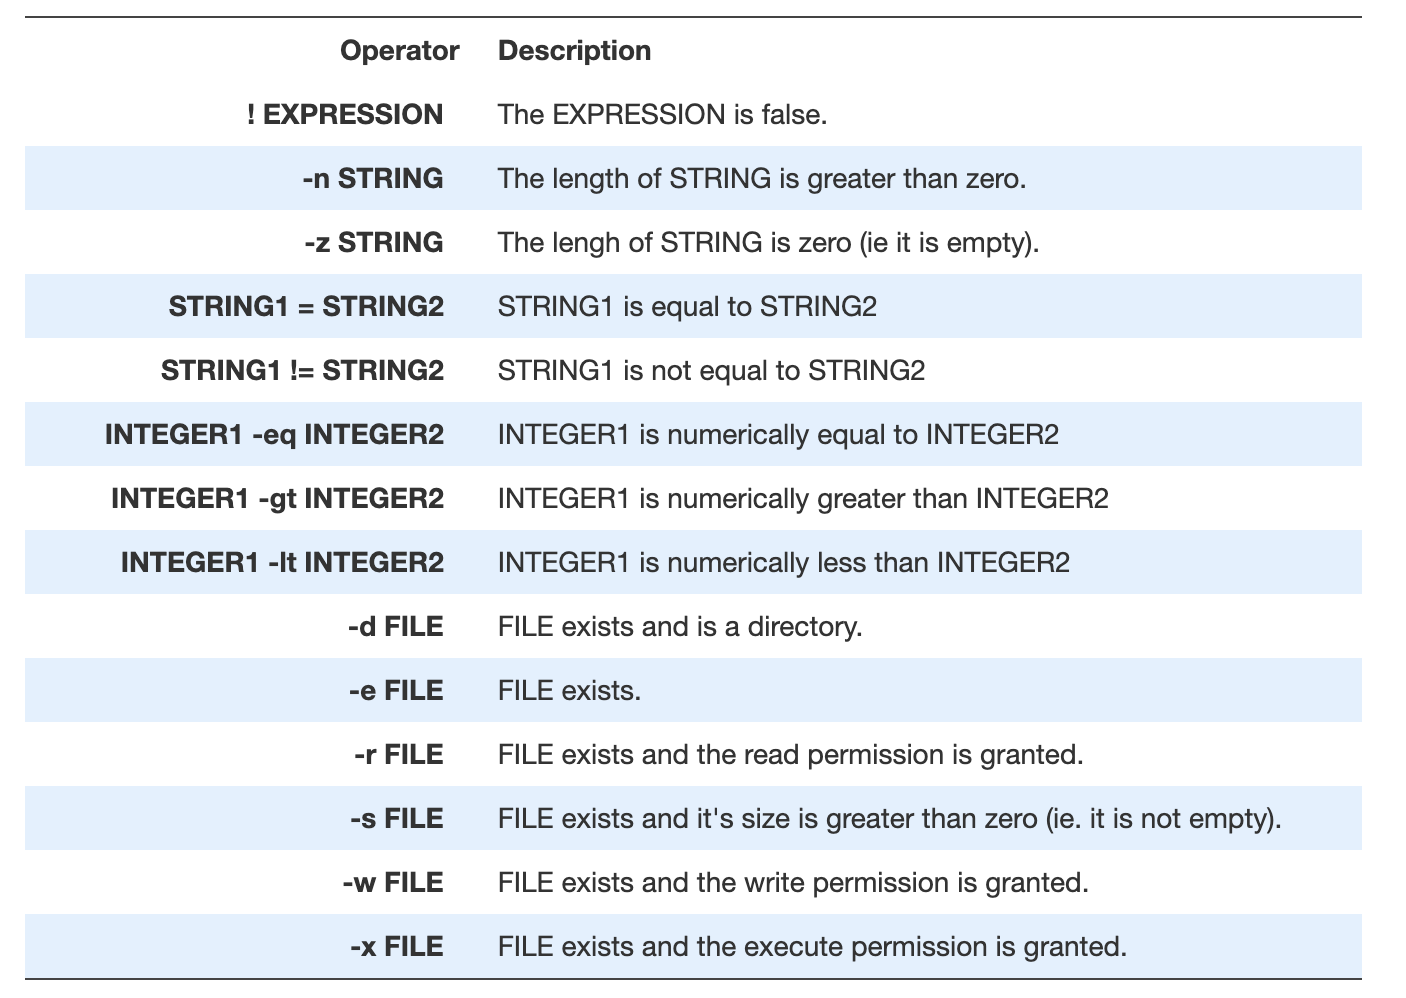 Operator Description
! EXPRESSION The EXPRESSION is false.
-n STRING The length of STRING is greater than zero.
-z STRING The lengh of STRING is zero (ie it is empty).
STRING1 = STRING2 STRING1 is equal to STRING2
STRING1 != STRING2 STRING1 is not equal to STRING2
INTEGER1 -eq INTEGER2 INTEGER1 is numerically equal to INTEGER2
INTEGER1 -gt INTEGER2 INTEGER1 is numerically greater than INTEGER2
INTEGER1 -lt INTEGER2 INTEGER1 is numerically less than INTEGER2
-d FILE FILE exists and is a directory.
-e FILE FILE exists.
-r FILE FILE exists and the read permission is granted.
-s FILE FILE exists and it's size is greater than zero (ie. it is not empty).
-w FILE FILE exists and the write permission is granted.
-x FILE FILE exists and the execute permission is granted.